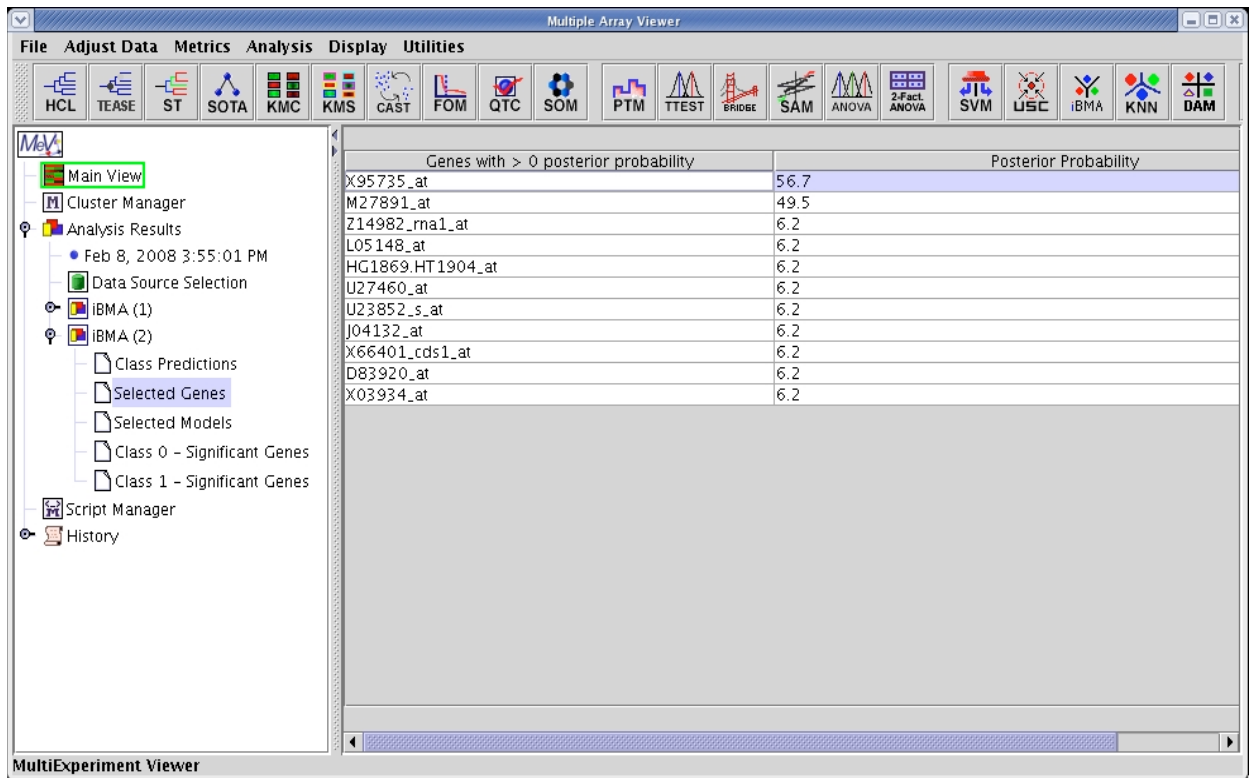 Multiple Array Viewer
File Adjust Data Metrics Analysis Display Utilities
HCL TEASE ST SOTA KMC KMS CAST FOM QTC SOM PTM TTEST BRIDGE SAM ANOVA 2-Fact. ANOVA SVM USC iBMA KNN DAM
MeV
Main View
Cluster Manager
Analysis Results
Feb 8, 2008 3:55:01 PM
Data Source Selection
iBMA (1)
iBMA (2)
Class Predictions
Selected Genes
Selected Models
Class 0 – Significant Genes
Class 1 – Significant Genes
Script Manager
History
Genes with > 0 posterior probability Posterior Probability
X95735_at 56.7
M27891_at 49.5
Z14982_rna1_at 6.2
L05148_at 6.2
HG1869.HT1904_at 6.2
U27460_at 6.2
U23852_s_at 6.2
J04132_at 6.2
X66401_cds1_at 6.2
D83920_at 6.2
X03934_at 6.2
MultiExperiment Viewer